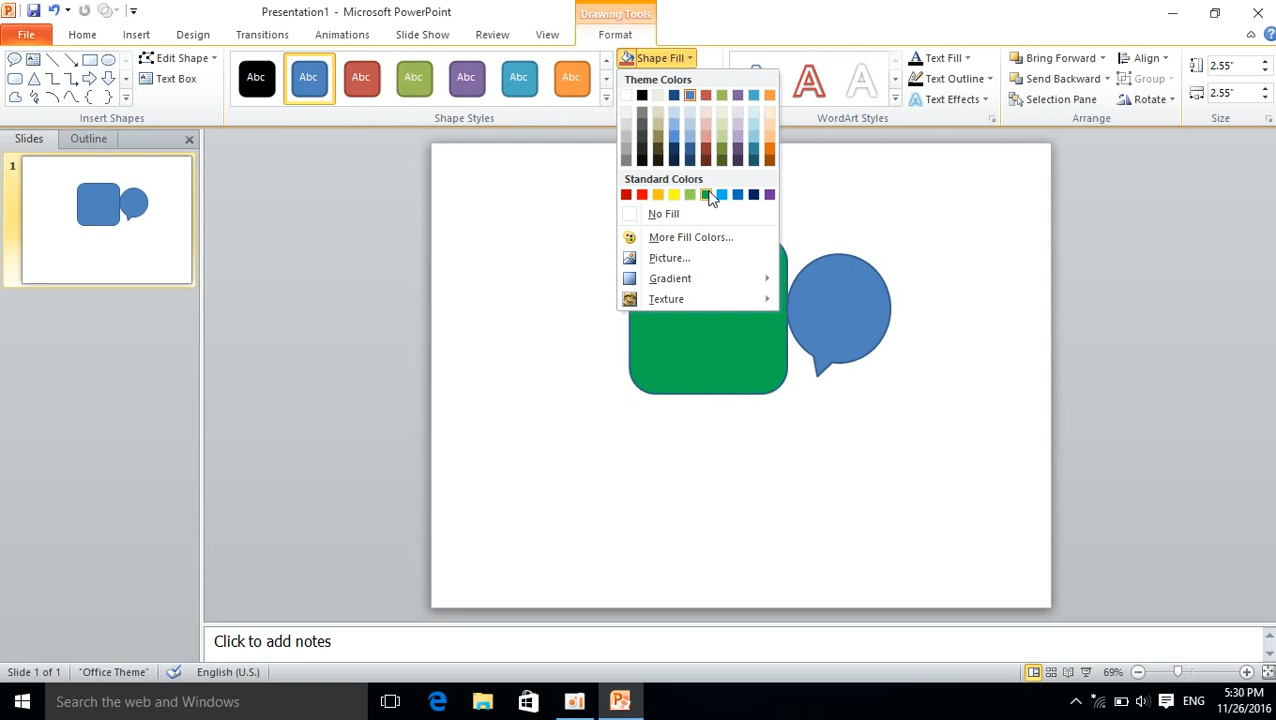 Presentation1 - Microsoft PowerPoint
Drawing Tools
File Home Insert Design Transitions Animations Slide Show Review View Format
Edit Shape
Text Box
Insert Shapes
Abc Abc Abc Abc Abc Abc Abc
Shape Styles
Shape Fill
Theme Colors
Standard Colors
No Fill
More Fill Colors...
Picture...
Gradient
Texture
A A
Text Fill
Text Outline
Text Effects
WordArt Styles
Bring Forward
Send Backward
Selection Pane
Align
Group
Rotate
Arrange
2.55"
2.55"
Size
Slides Outline
1
Click to add notes
Slide 1 of 1 "Office Theme" English (U.S.) 69%
Search the web and Windows
ENG
5:30 PM
11/26/2016